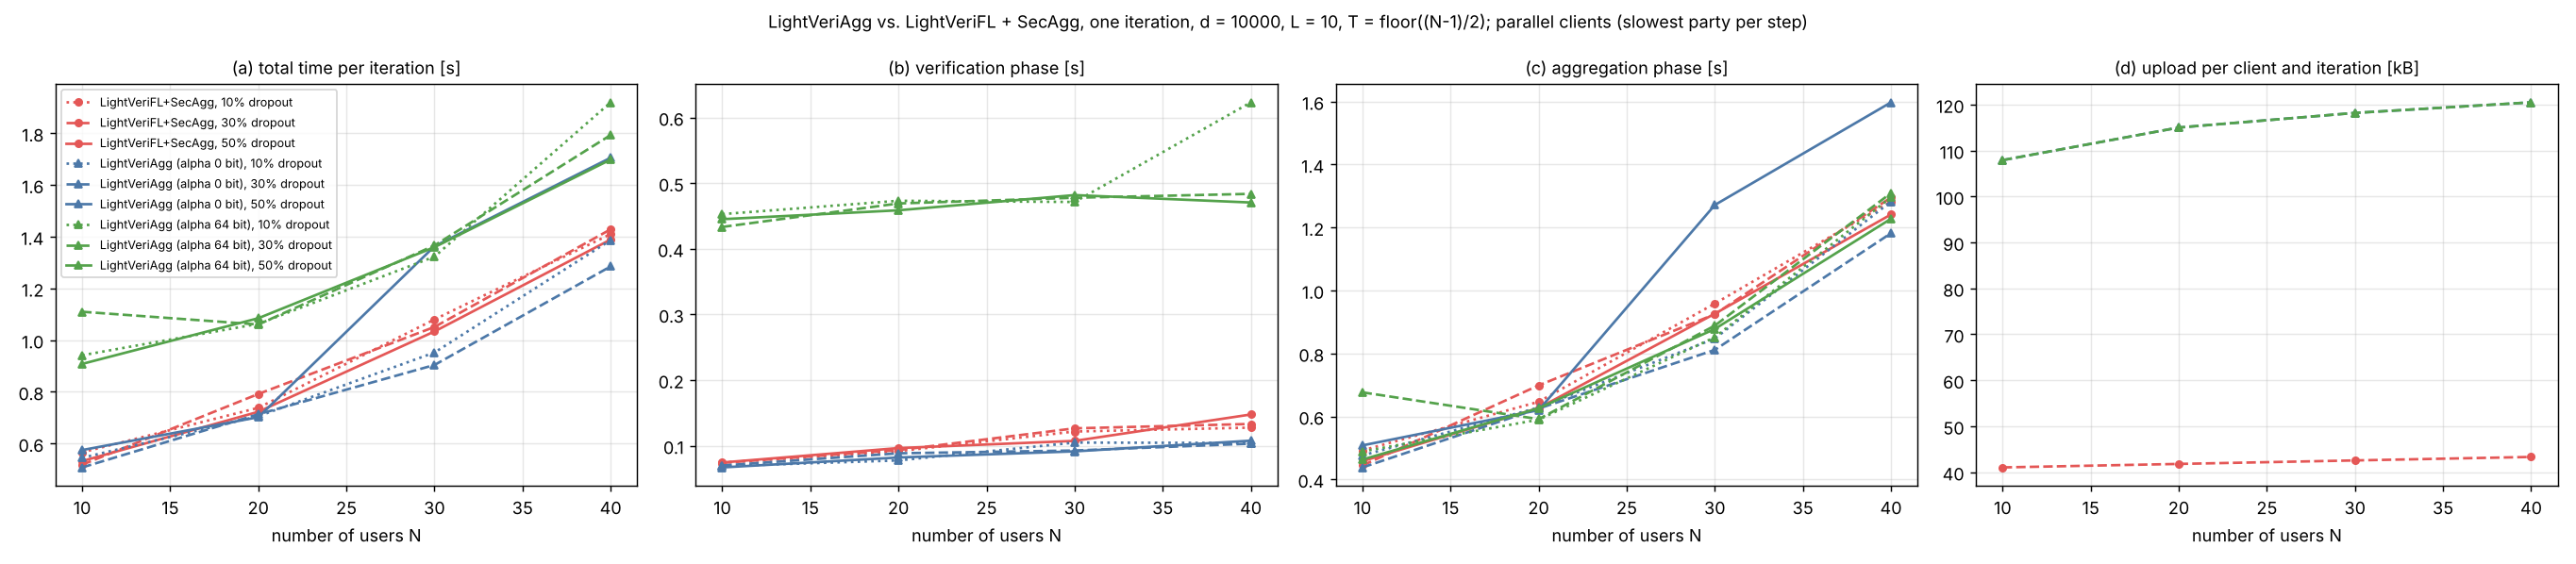 LightVeriAgg vs. LightVeriFL + SecAgg, one iteration, d = 10000, L = 10, T = floor((N-1)/2); parallel clients (slowest party per step)
(a) total time per iteration [s]
LightVeriFL+SecAgg, 10% dropout
LightVeriFL+SecAgg, 30% dropout
LightVeriFL+SecAgg, 50% dropout
LightVeriAgg (alpha 0 bit), 10% dropout
LightVeriAgg (alpha 0 bit), 30% dropout
LightVeriAgg (alpha 0 bit), 50% dropout
LightVeriAgg (alpha 64 bit), 10% dropout
LightVeriAgg (alpha 64 bit), 30% dropout
LightVeriAgg (alpha 64 bit), 50% dropout
1.8
1.6
1.4
1.2
1.0
0.8
0.6
10 15 20 25 30 35 40
number of users N
(b) verification phase [s]
0.6
0.5
0.4
0.3
0.2
0.1
10 15 20 25 30 35 40
number of users N
(c) aggregation phase [s]
1.6
1.4
1.2
1.0
0.8
0.6
0.4
10 15 20 25 30 35 40
number of users N
(d) upload per client and iteration [kB]
120
110
100
90
80
70
60
50
40
10 15 20 25 30 35 40
number of users N